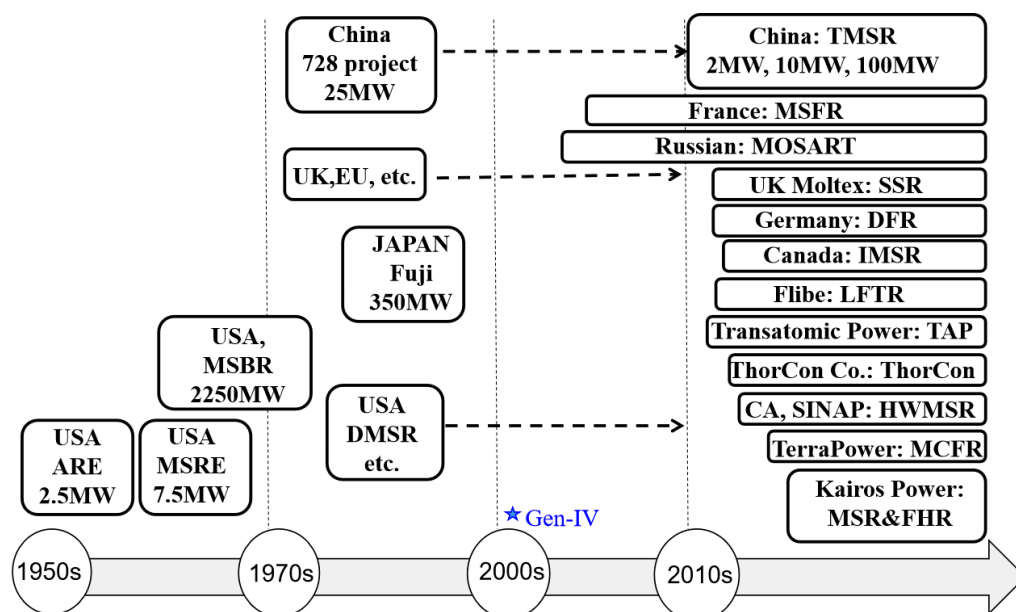 China
728 project
25MW
China: TMSR
2MW, 10MW, 100MW
France: MSFR
Russian: MOSART
UK,EU, etc.
UK Moltex: SSR
Germany: DFR
JAPAN
Fuji
350MW
Canada: IMSR
Flibe: LFTR
USA,
MSBR
2250MW
Transatomic Power: TAP
ThorCon Co.: ThorCon
USA
DMSR
etc.
CA, SINAP: HWMSR
USA
ARE
2.5MW
USA
MSRE
7.5MW
TerraPower: MCFR
Kairos Power:
MSR&FHR
Gen-IV
1950s
1970s
2000s
2010s